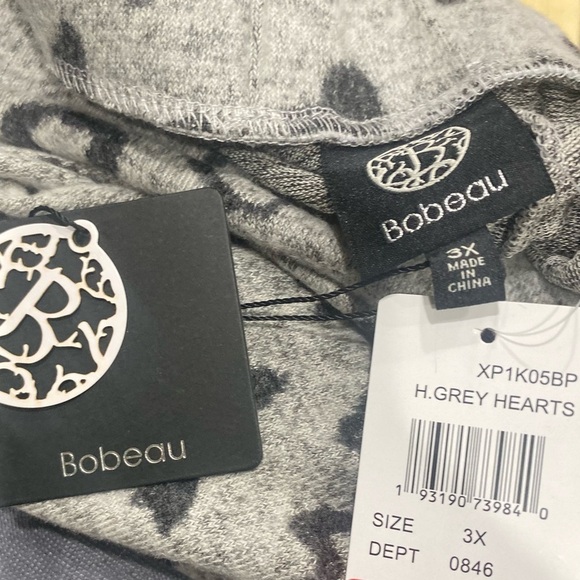 B
Bobeau
3X
MADE
IN
CHINA
B
Bobeau
XP1K05BP
H.GREY HEARTS
1 93190 73984 0
SIZE 3X
DEPT 0846